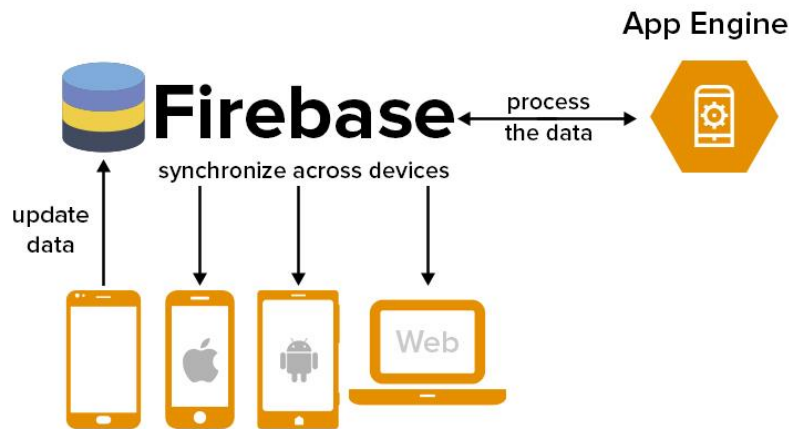 App Engine
Firebase
process
the data
synchronize across devices
update
data
Web